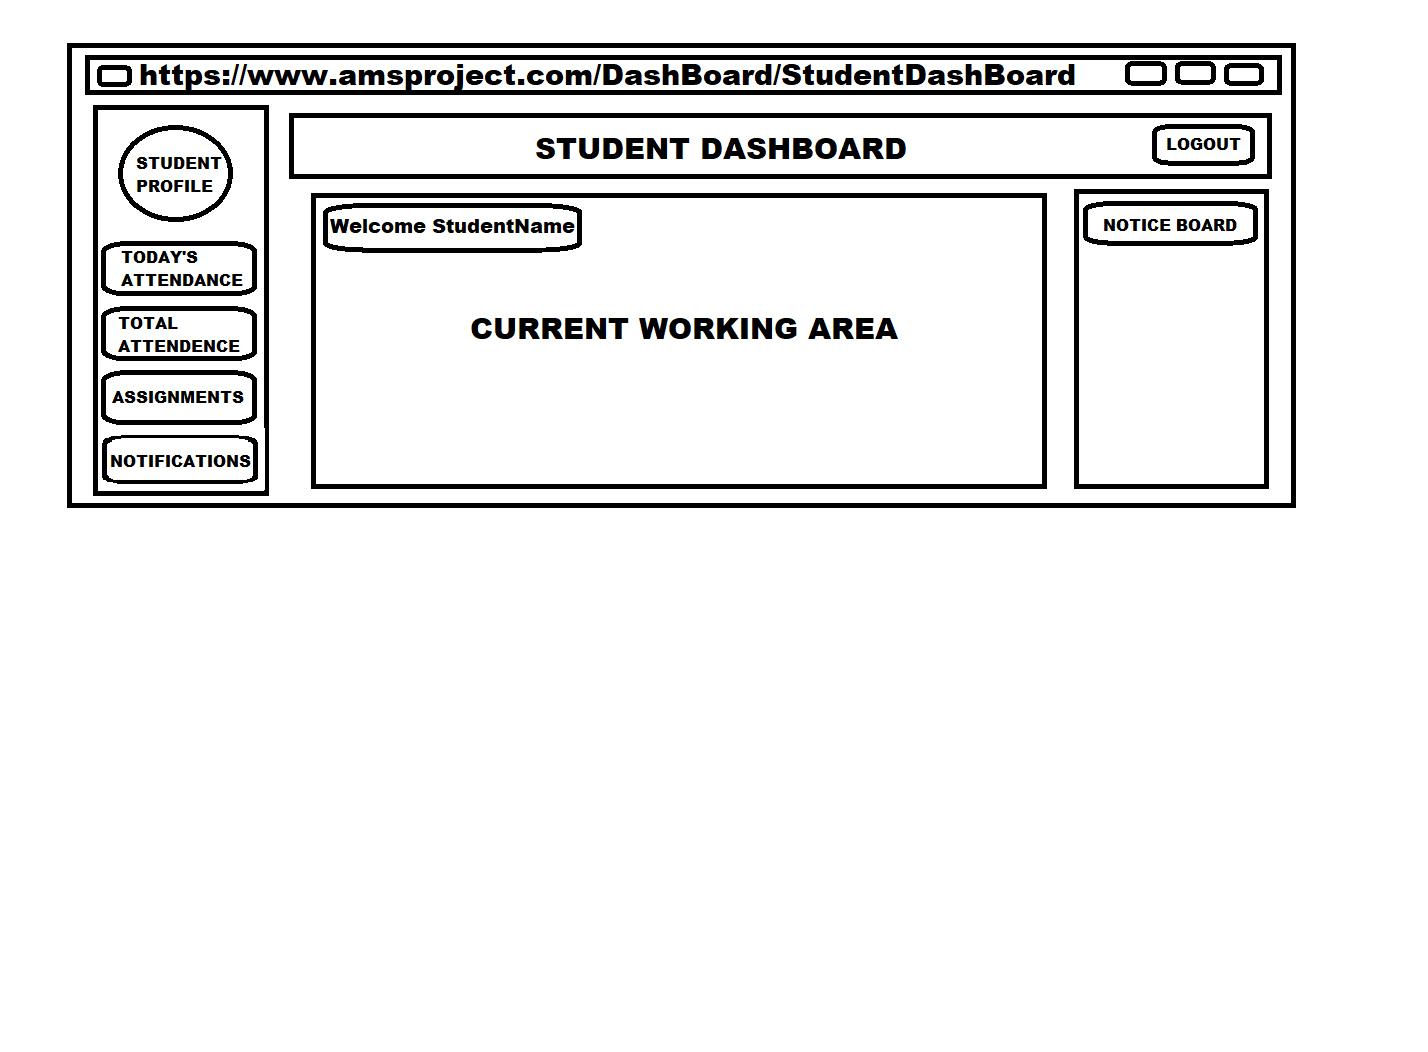 https://www.amsproject.com/DashBoard/StudentDashBoard
STUDENT
PROFILE
TODAY'S
ATTENDANCE
TOTAL
ATTENDENCE
ASSIGNMENTS
NOTIFICATIONS
STUDENT DASHBOARD
LOGOUT
Welcome StudentName
CURRENT WORKING AREA
NOTICE BOARD